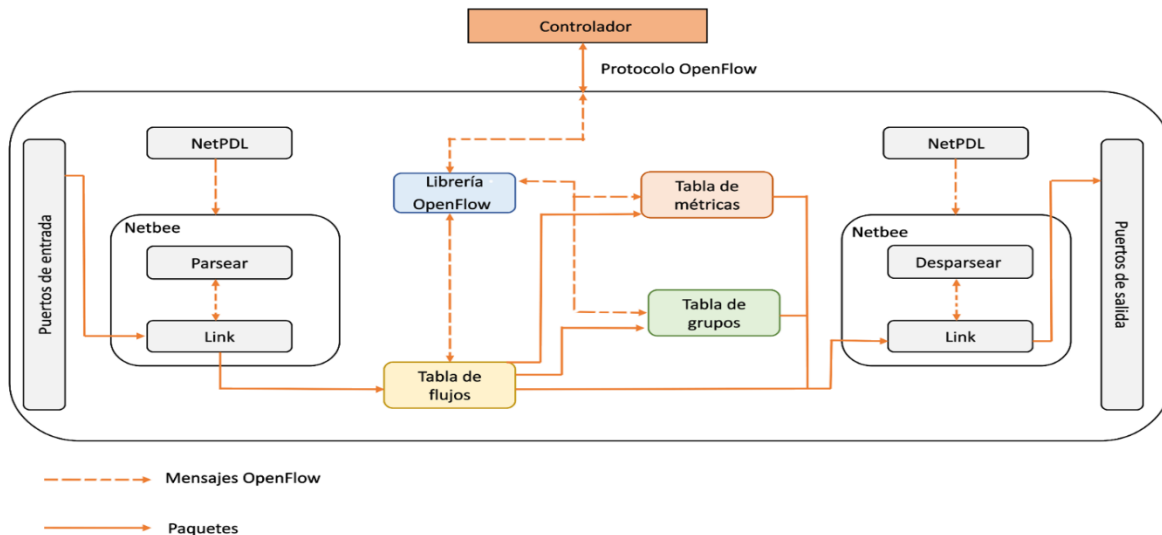 Controlador
Protocolo OpenFlow
Puertos de entrada
NetPDL
Netbee
Parsear
Link
Librería
OpenFlow
Tabla de
flujos
Tabla de
métricas
Tabla de
grupos
NetPDL
Netbee
Desparsear
Link
Puertos de salida
Mensajes OpenFlow
Paquetes